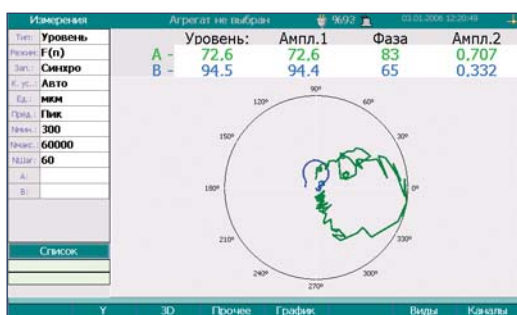 Измерения Агрегат не выбран %692 03.01.2006 12:20:49
Тип: Уровень
Режим: F(n)
Зап.: Синхро
К. ус.: Авто
Ед.: мкм
Пред.: Пик
Nмин.: 300
Nмакс.: 60000
NШаг: 60
A:
B:
Список
Уровень: Ампл.1 Фаза Ампл.2
A - 72,6 72,6 83 0,707
B - 94,5 94,4 65 0,332
90°
120° 60°
150° 30°
180° 0°
210° 330°
240° 300°
270°
Y 3D Прочее График Виды Каналы